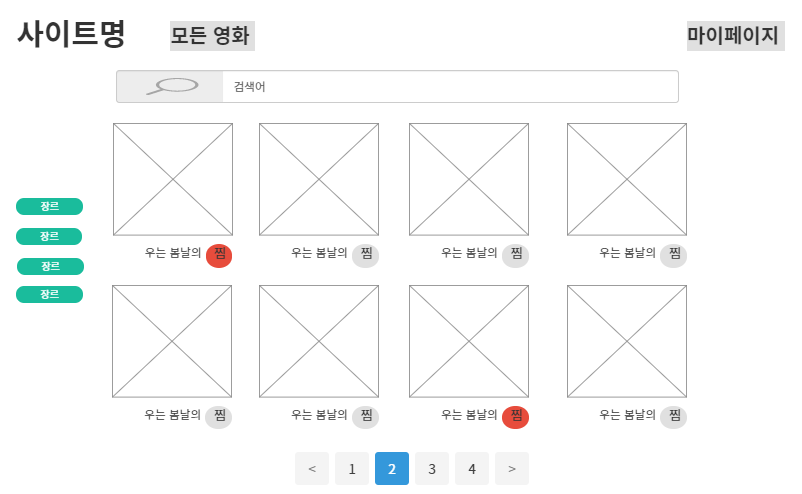 사이트명 모든 영화 마이페이지
검색어
장르
장르
장르
장르
우는 봄날의 찜 우는 봄날의 찜 우는 봄날의 찜 우는 봄날의 찜
우는 봄날의 찜 우는 봄날의 찜 우는 봄날의 찜 우는 봄날의 찜
< 1 2 3 4 >